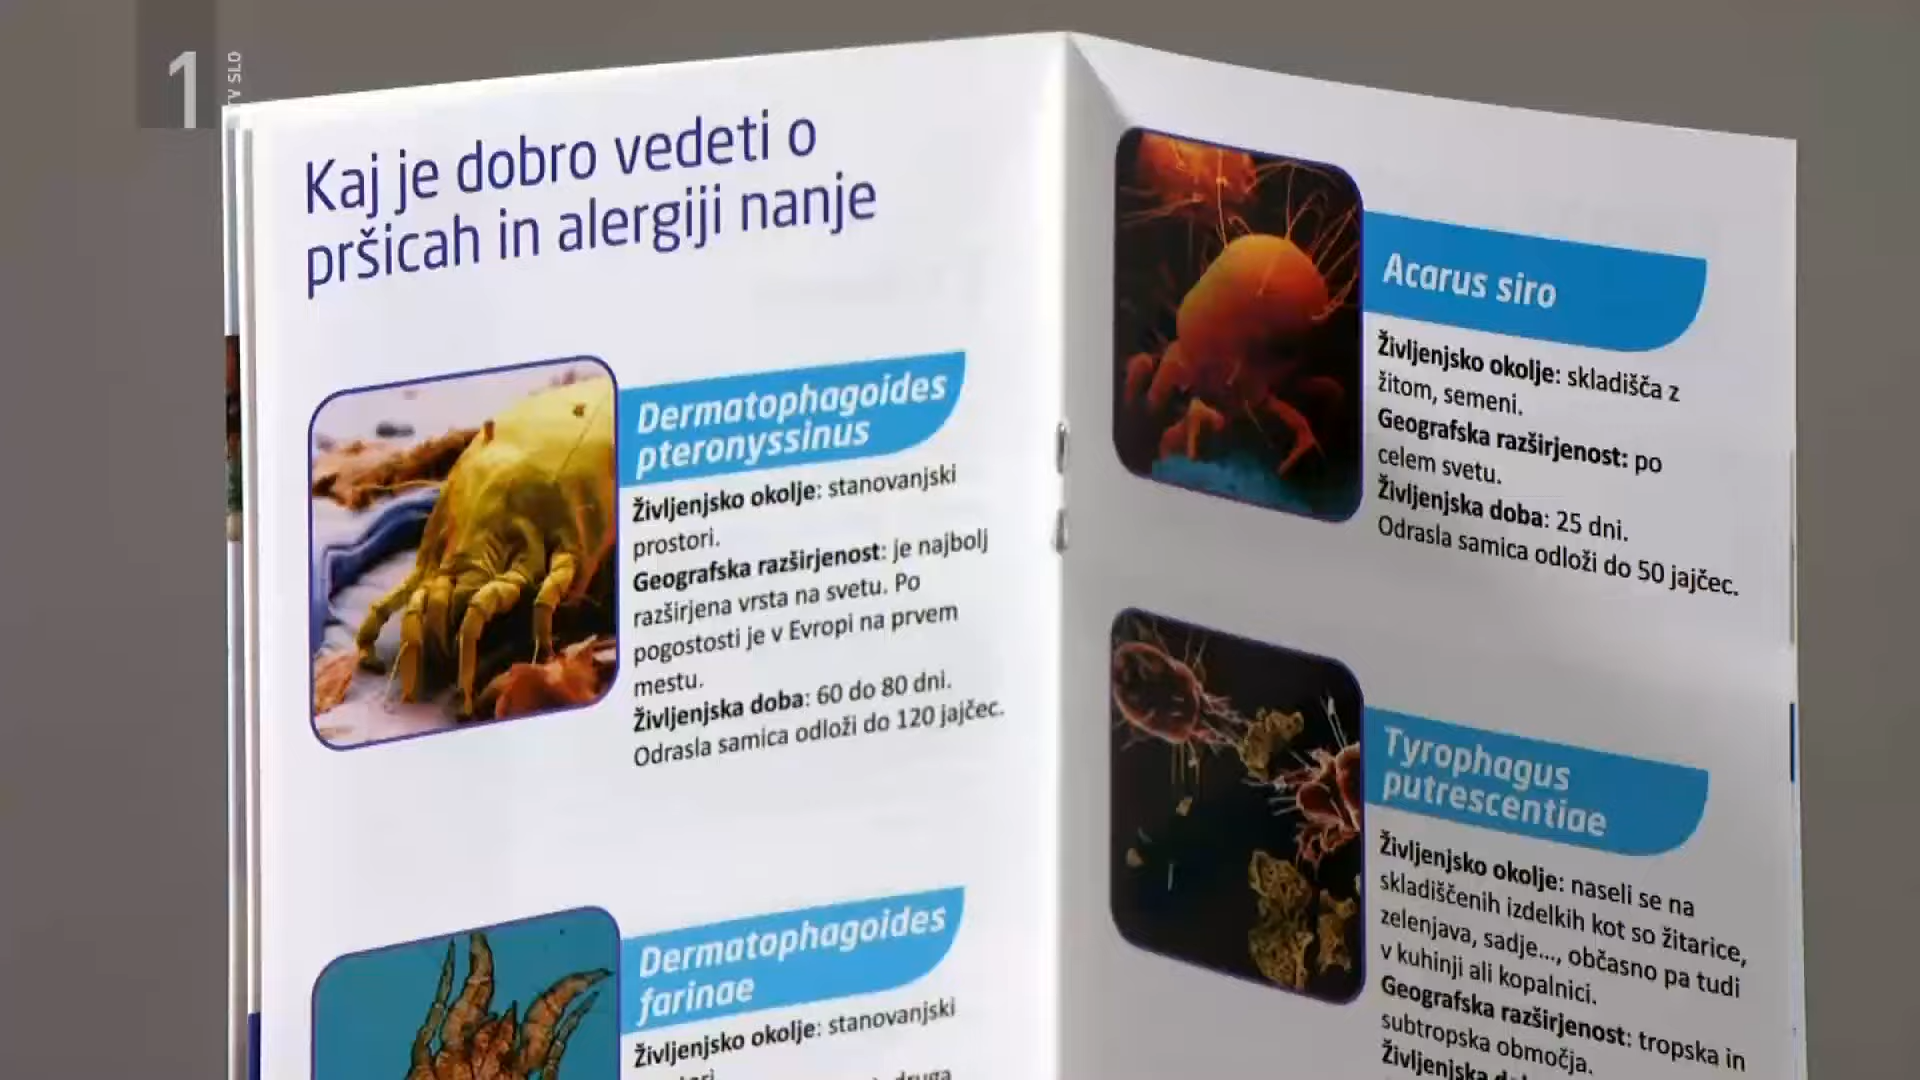 1
TV SLO
Kaj je dobro vedeti o
pršicah in alergiji nanje
Dermatophagoides
pteronyssinus
Življenjsko okolje: stanovanjski
prostori.
Geografska razširjenost: je najbolj
razširjena vrsta na svetu. Po
pogostosti je v Evropi na prvem
mestu.
Življenjska doba: 60 do 80 dni.
Odrasla samica odloži do 120 jajčec.
Dermatophagoides
farinae
Življenjsko okolje: stanovanjski
Acarus siro
Življenjsko okolje: skladišča z
žitom, semeni.
Geografska razširjenost: po
celem svetu.
Življenjska doba: 25 dni.
Odrasla samica odloži do 50 jajčec.
Tyrophagus
putrescentiae
Življenjsko okolje: naseli se na
skladiščenih izdelkih kot so žitarice,
zelenjava, sadje..., občasno pa tudi
v kuhinji ali kopalnici.
Geografska razširjenost: tropska in
subtropska območja.
Življenjska